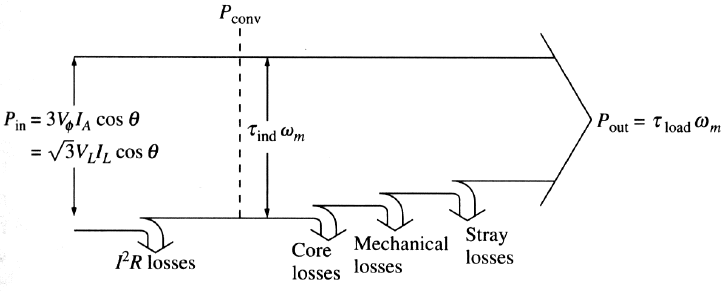 P_conv
P_in = 3V_ϕ I_A cos θ
= √3 V_L I_L cos θ
τ_ind ω_m
P_out = τ_load ω_m
I²R losses
Core
losses
Mechanical
losses
Stray
losses